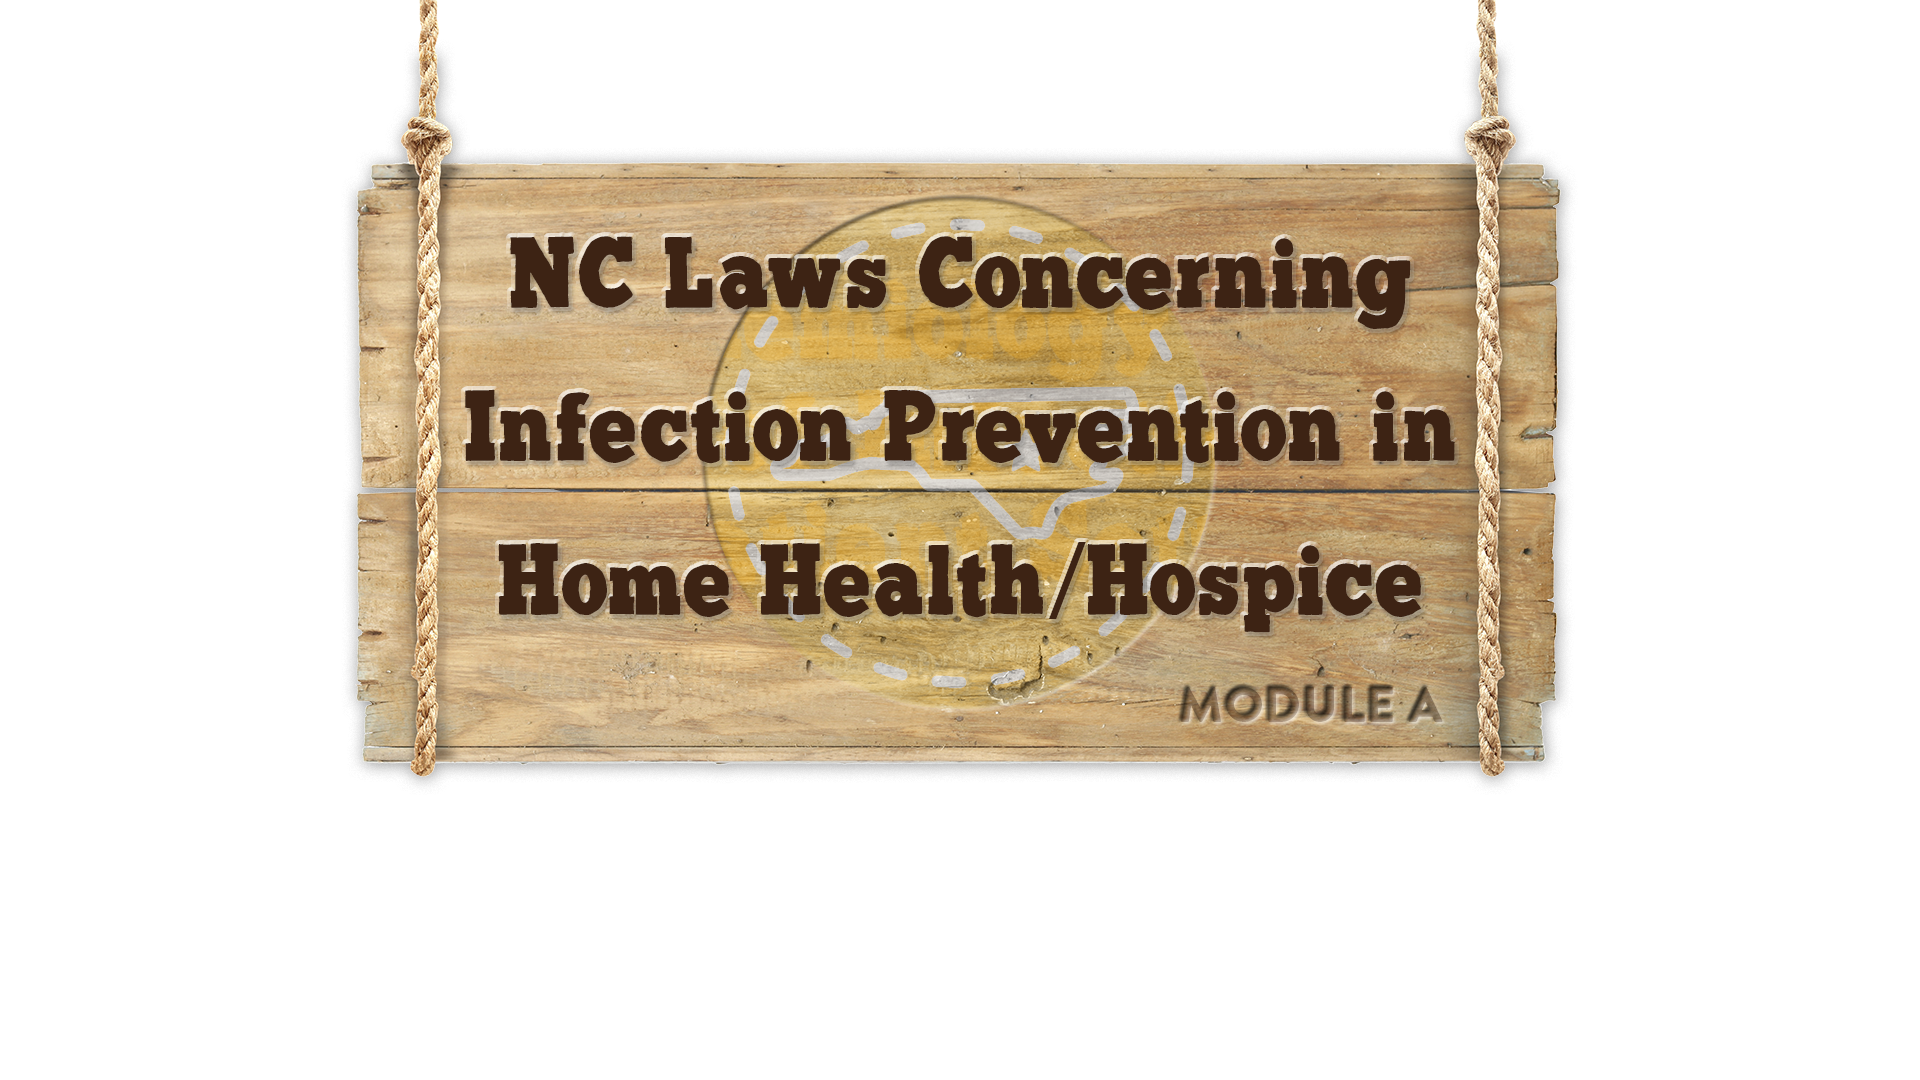 NC Laws Concerning
Infection Prevention in
Home Health/Hospice
MODULE A